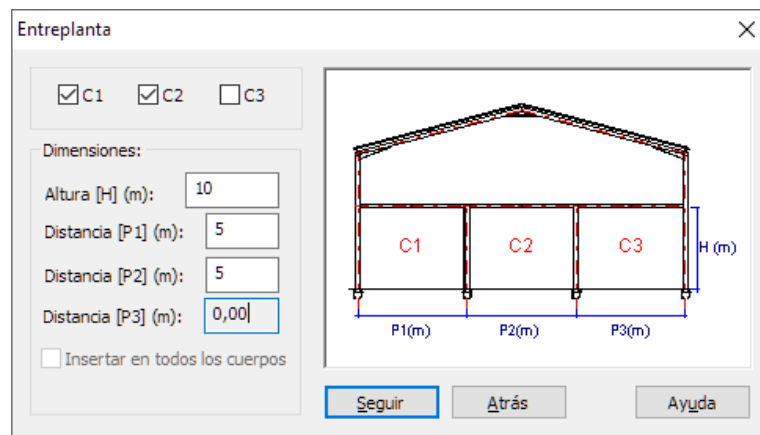 Entreplanta
C1 C2 C3
Dimensiones:
Altura [H] (m): 10
Distancia [P1] (m): 5
Distancia [P2] (m): 5
Distancia [P3] (m): 0,00
Insertar en todos los cuerpos
C1 C2 C3
H (m)
P1(m) P2(m) P3(m)
Seguir Atrás Ayuda